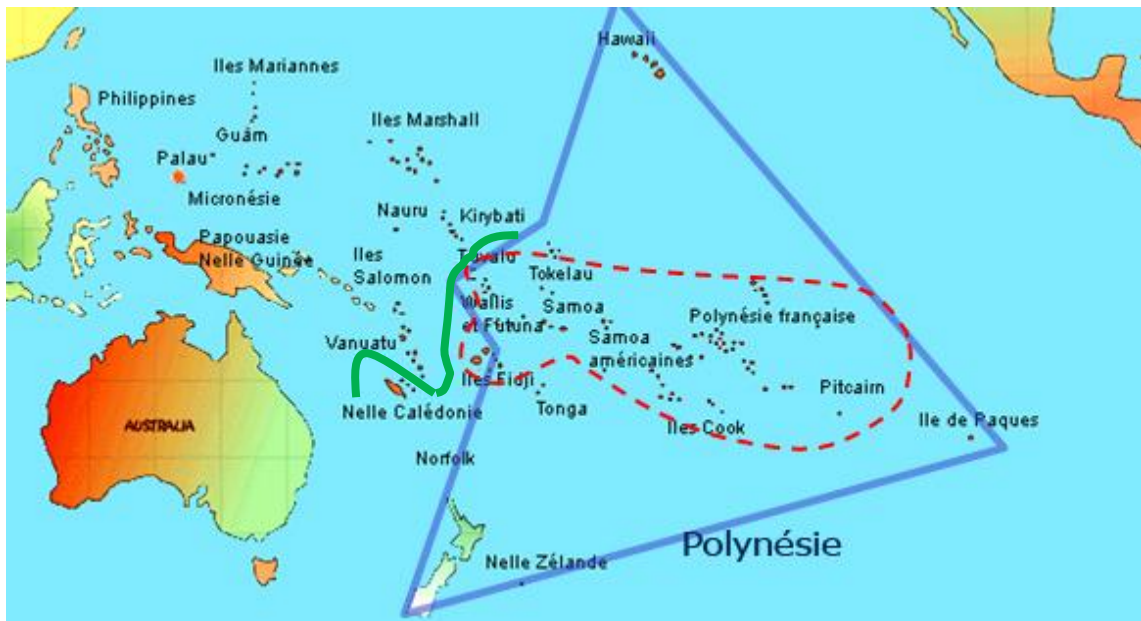 Hawaii
Iles Mariannes
Philippines
Iles Marshall
Guám
Palau
Micronésie
Nauru
Kirybati
Papouasie
Nelle Guinée
Iles
Salomon
Tuvalu
Tokelau
Wallis
et Futuna
Samoa
Polynésie française
Samoa
américaines
Vanuatu
Iles Fidji
Pitcairn
Nelle Calédonie
Tonga
Iles Cook
Ile de Paques
AUSTRALIA
Norfolk
Polynésie
Nelle Zélande